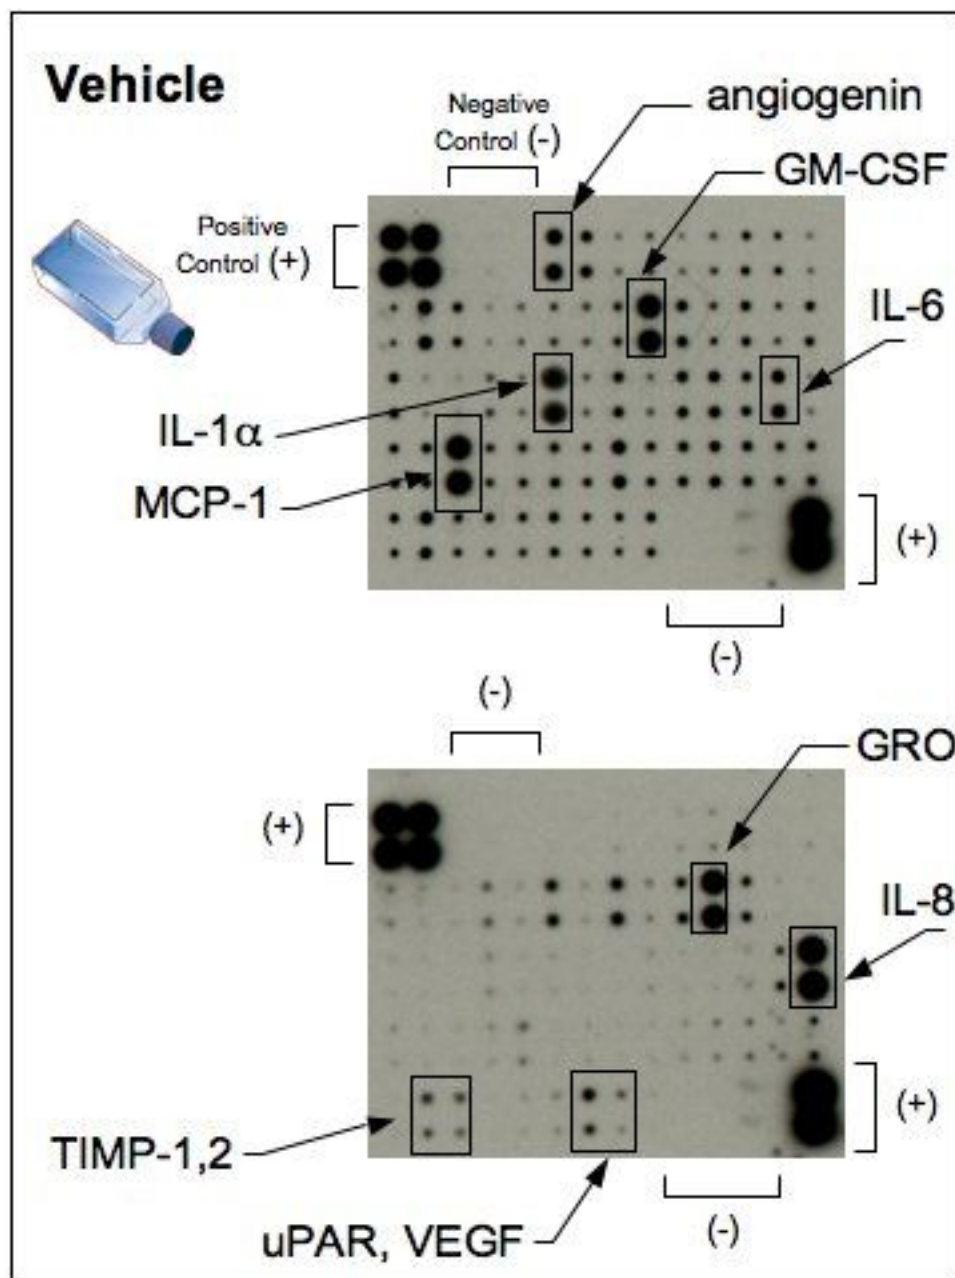 Vehicle
Negative
Control (-)
angiogenin
GM-CSF
Positive
Control (+)
IL-6
IL-1α
MCP-1
(+)
(-)
(-)
GRO
(+)
IL-8
(+)
TIMP-1,2
(-)
uPAR, VEGF